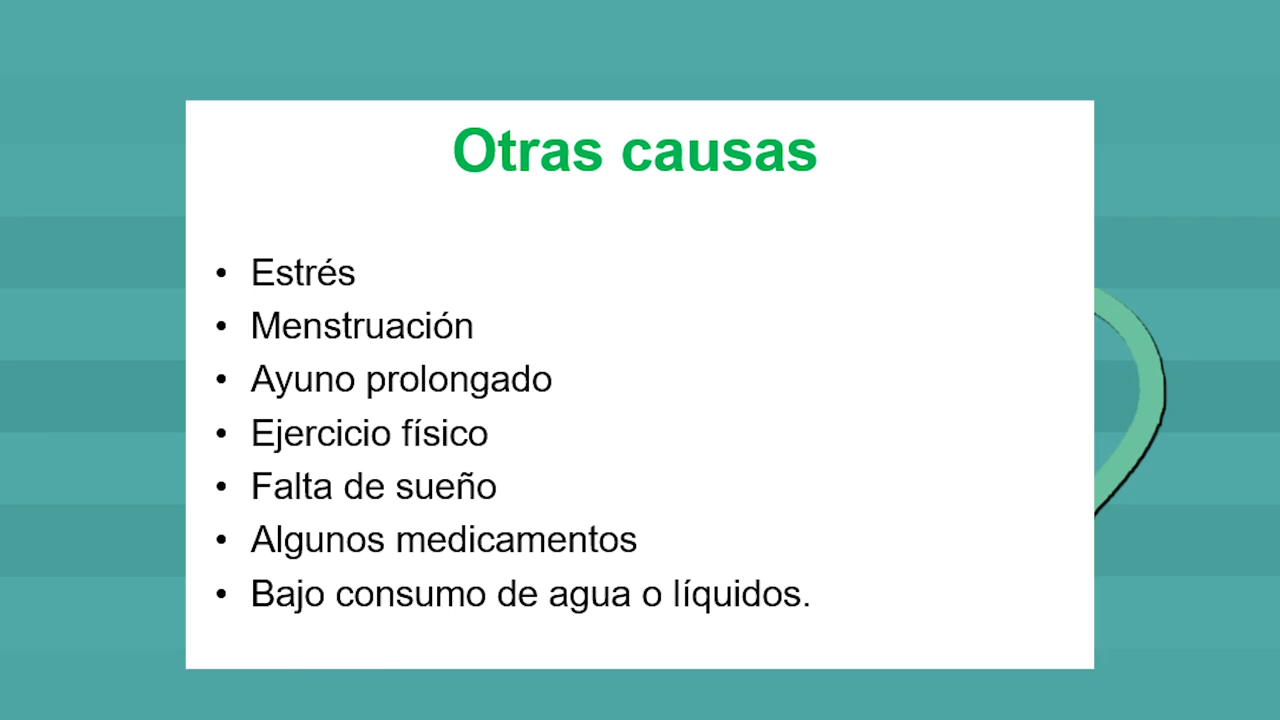 Otras causas
• Estrés
• Menstruación
• Ayuno prolongado
• Ejercicio físico
• Falta de sueño
• Algunos medicamentos
• Bajo consumo de agua o líquidos.